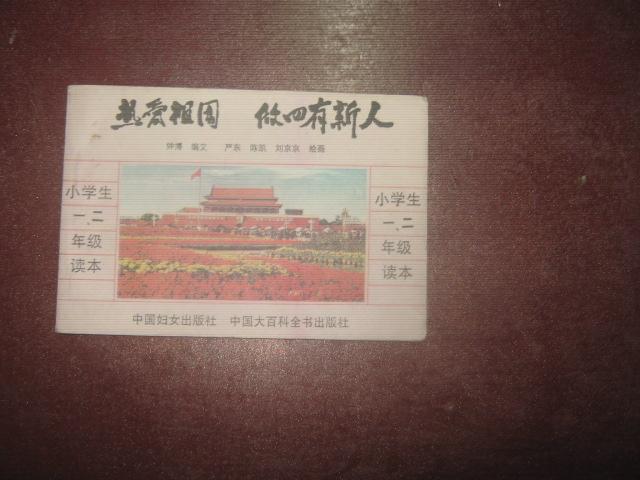 热爱祖国 做四有新人
钟博 编文 严东 陈凯 刘京京 绘画
小学生
一、二
年级
读本
小学生
一、二
年级
读本
中国妇女出版社 中国大百科全书出版社